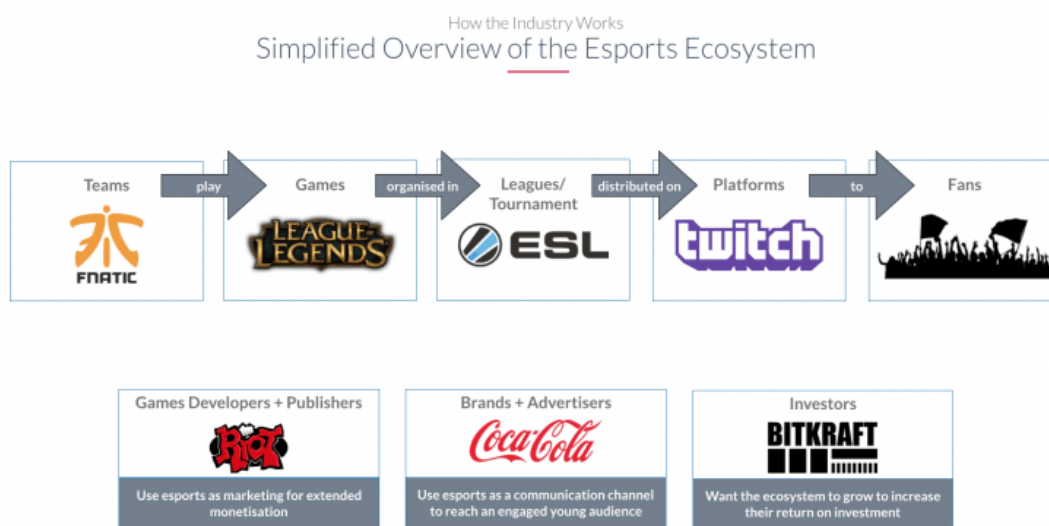 How the Industry Works
Simplified Overview of the Esports Ecosystem
Teams
play
Games
organised in
Leagues/
Tournament
distributed on
Platforms
to
Fans
FNATIC
LEAGUE OF
LEGENDS
ESL
twitch
Games Developers + Publishers
RIOT
Use esports as marketing for extended
monetisation
Brands + Advertisers
Coca-Cola
Use esports as a communication channel
to reach an engaged young audience
Investors
BITKRAFT
Want the ecosystem to grow to increase
their return on investment